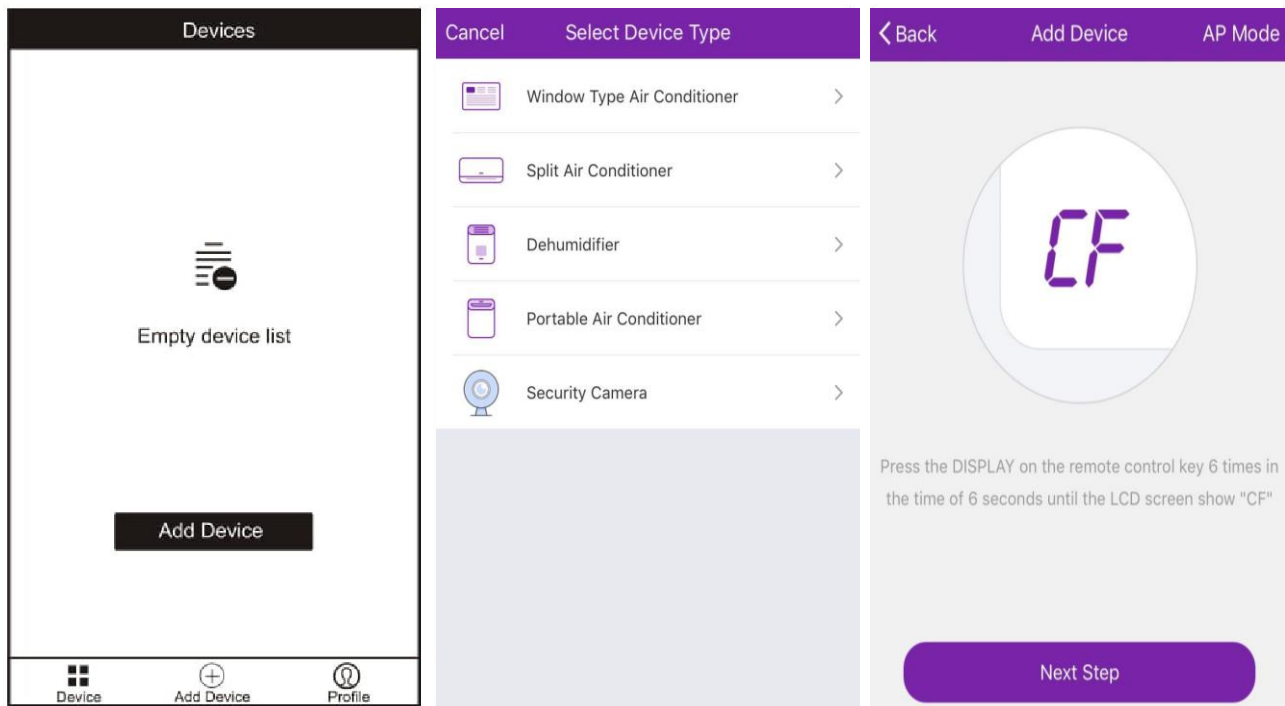 Devices
Empty device list
Add Device
Device
Add Device
Profile
Cancel
Select Device Type
Window Type Air Conditioner
Split Air Conditioner
Dehumidifier
Portable Air Conditioner
Security Camera
Back
Add Device
AP Mode
CF
Press the DISPLAY on the remote control key 6 times in
the time of 6 seconds until the LCD screen show "CF"
Next Step